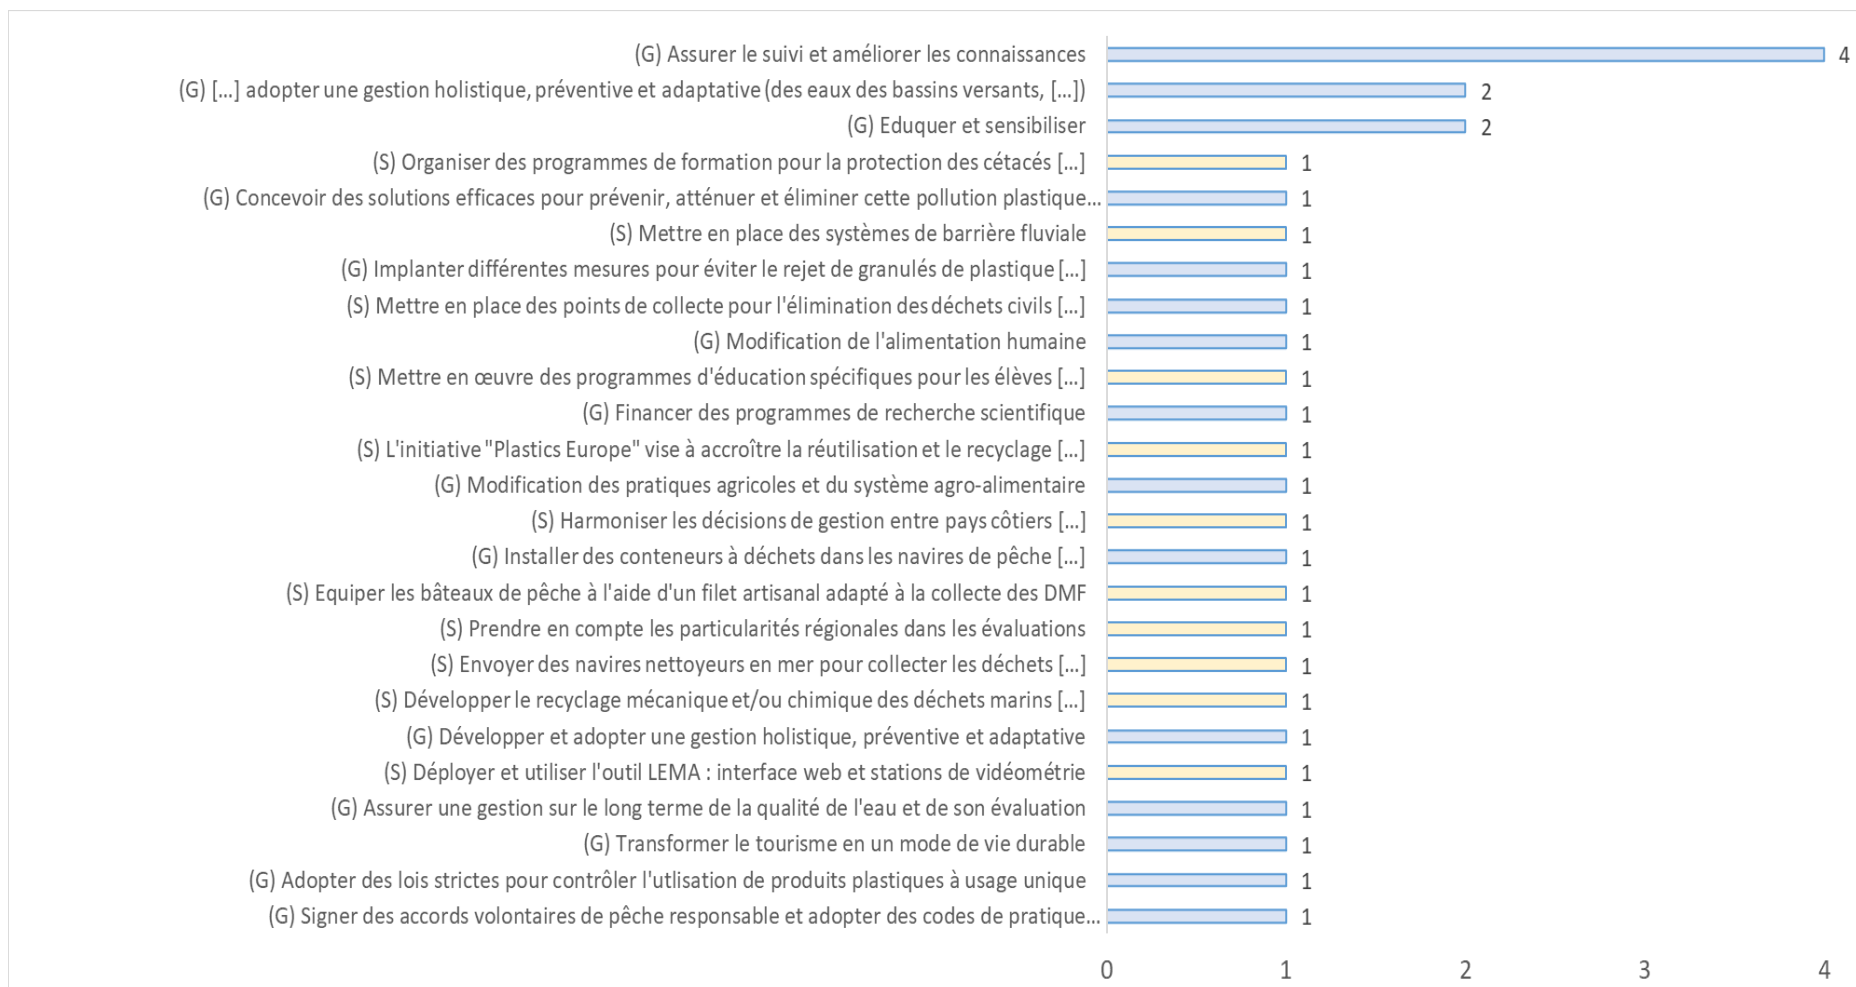 (G) Assurer le suivi et améliorer les connaissances 4
(G) [...] adopter une gestion holistique, préventive et adaptative (des eaux des bassins versants, [...]) 2
(G) Eduquer et sensibiliser 2
(S) Organiser des programmes de formation pour la protection des cétacés [...] 1
(G) Concevoir des solutions efficaces pour prévenir, atténuer et éliminer cette pollution plastique... 1
(S) Mettre en place des systèmes de barrière fluviale 1
(G) Implanter différentes mesures pour éviter le rejet de granulés de plastique [...] 1
(S) Mettre en place des points de collecte pour l'élimination des déchets civils [...] 1
(G) Modification de l'alimentation humaine 1
(S) Mettre en œuvre des programmes d'éducation spécifiques pour les élèves [...] 1
(G) Financer des programmes de recherche scientifique 1
(S) L'initiative "Plastics Europe" vise à accroître la réutilisation et le recyclage [...] 1
(G) Modification des pratiques agricoles et du système agro-alimentaire 1
(S) Harmoniser les décisions de gestion entre pays côtiers [...] 1
(G) Installer des conteneurs à déchets dans les navires de pêche [...] 1
(S) Equiper les bâteaux de pêche à l'aide d'un filet artisanal adapté à la collecte des DMF 1
(S) Prendre en compte les particularités régionales dans les évaluations 1
(S) Envoyer des navires nettoyeurs en mer pour collecter les déchets [...] 1
(S) Développer le recyclage mécanique et/ou chimique des déchets marins [...] 1
(G) Développer et adopter une gestion holistique, préventive et adaptative 1
(S) Déployer et utiliser l'outil LEMA : interface web et stations de vidéométrie 1
(G) Assurer une gestion sur le long terme de la qualité de l'eau et de son évaluation 1
(G) Transformer le tourisme en un mode de vie durable 1
(G) Adopter des lois strictes pour contrôler l'utlisation de produits plastiques à usage unique 1
(G) Signer des accords volontaires de pêche responsable et adopter des codes de pratique... 1
0 1 2 3 4